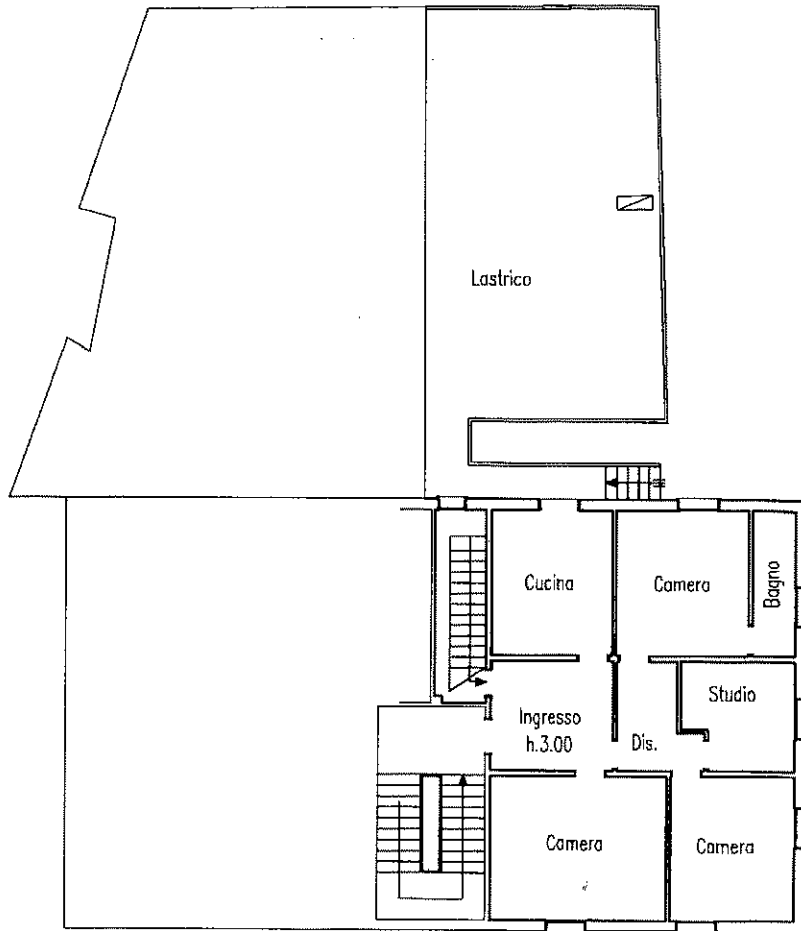 Lastrico
Cucina
Camera
Bagno
Studio
Ingresso
h.3.00
Dis.
Camera
Camera